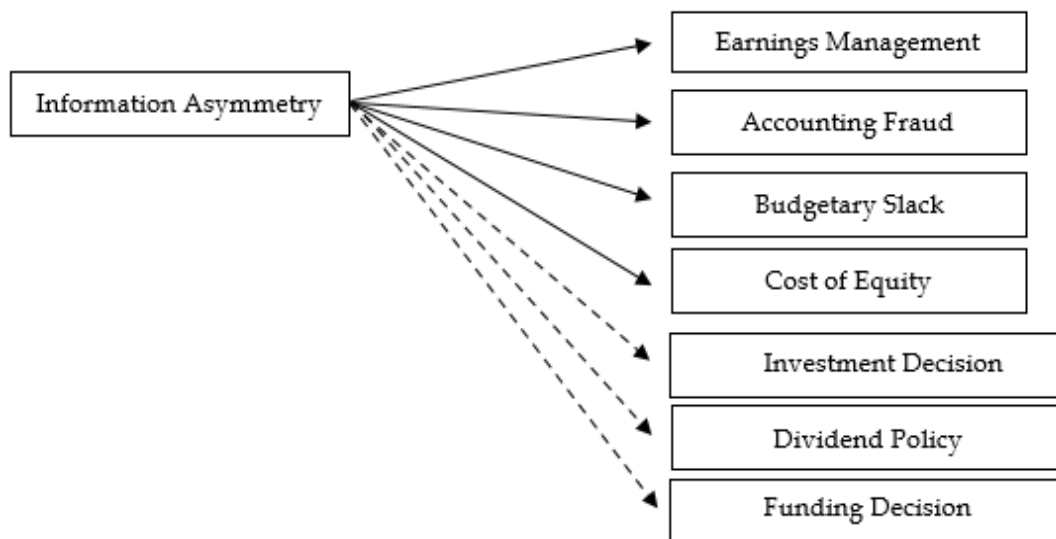 Earnings Management
Information Asymmetry
Accounting Fraud
Budgetary Slack
Cost of Equity
Investment Decision
Dividend Policy
Funding Decision